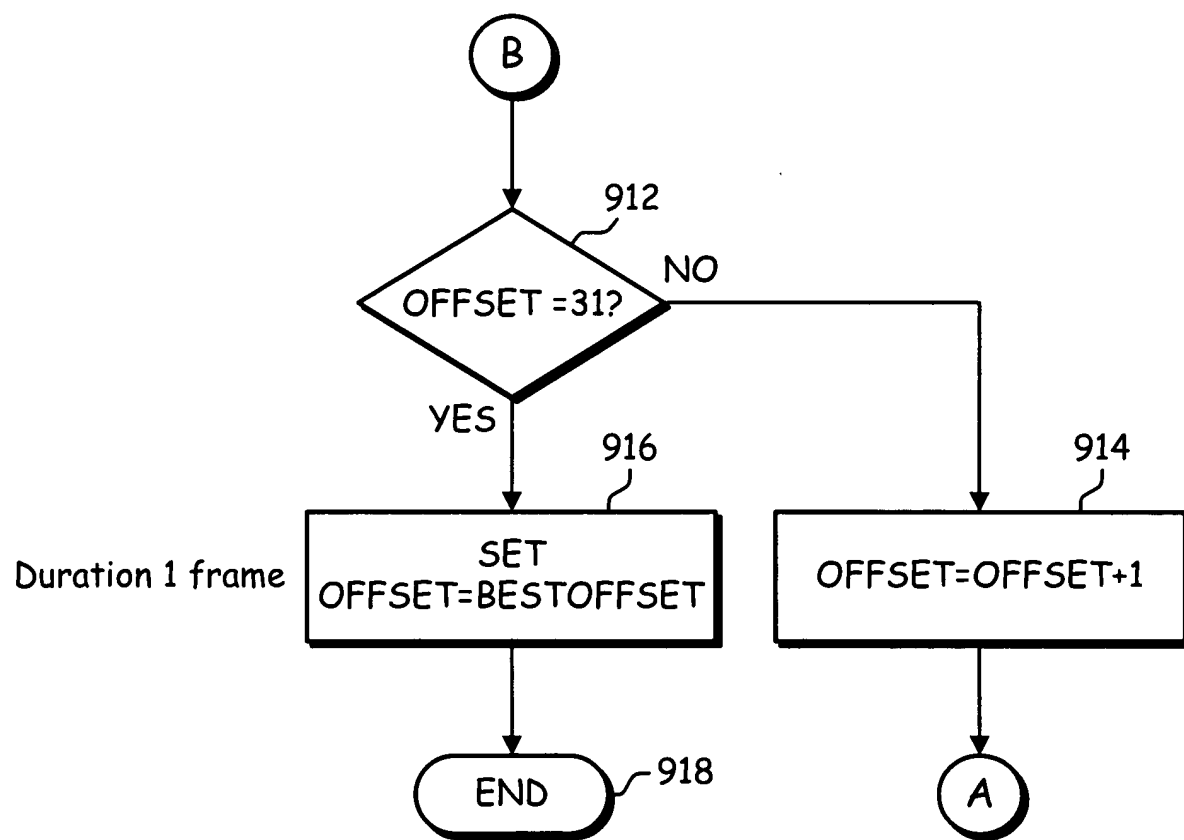 B
912
OFFSET =31?
NO
YES
916
914
Duration 1 frame
SET
OFFSET=BESTOFFSET
OFFSET=OFFSET+1
END
918
A